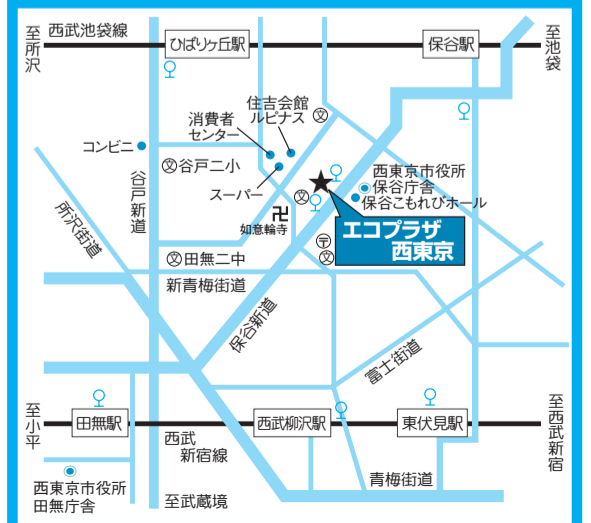 至所沢
西武池袋線
ひばりヶ丘駅
保谷駅
至池袋
住吉会館
ルピナス
消費者
センター
文
コンビニ
文谷戸二小
スーパー
西東京市役所
保谷庁舎
保谷こもれびホール
谷戸新道
文
卍
如意輪寺
エコプラザ
西東京
所沢街道
〒
文
文田無二中
新青梅街道
保谷新道
富士街道
至小平
田無駅
西武
新宿線
西武柳沢駅
東伏見駅
至西武新宿
西東京市役所
田無庁舎
至武蔵境
青梅街道